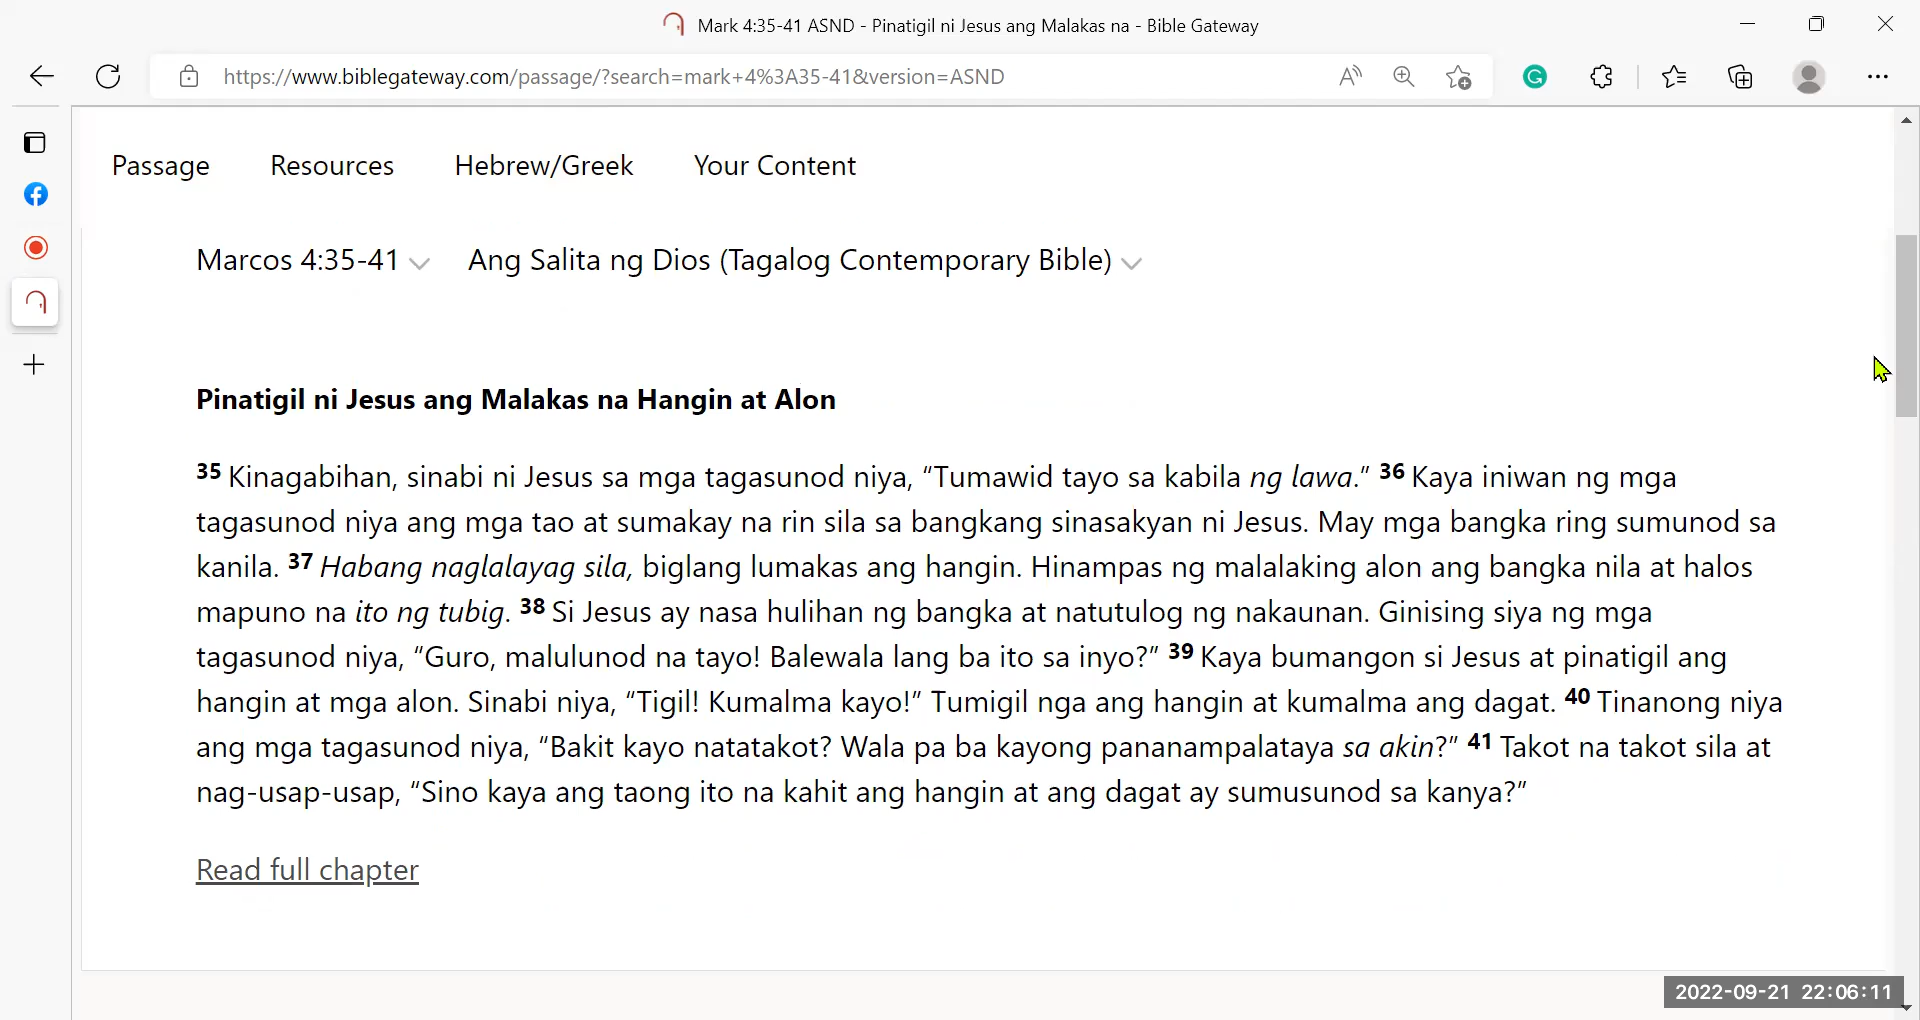 Mark 4:35-41 ASND - Pinatigil ni Jesus ang Malakas na - Bible Gateway
https://www.biblegateway.com/passage/?search=mark+4%3A35-41&version=ASND
Passage Resources Hebrew/Greek Your Content
Marcos 4:35-41 Ang Salita ng Dios (Tagalog Contemporary Bible)
Pinatigil ni Jesus ang Malakas na Hangin at Alon
35 Kinagabihan, sinabi ni Jesus sa mga tagasunod niya, “Tumawid tayo sa kabila ng lawa.” 36 Kaya iniwan ng mga
tagasunod niya ang mga tao at sumakay na rin sila sa bangkang sinasakyan ni Jesus. May mga bangka ring sumunod sa
kanila. 37 Habang naglalayag sila, biglang lumakas ang hangin. Hinampas ng malalaking alon ang bangka nila at halos
mapuno na ito ng tubig. 38 Si Jesus ay nasa hulihan ng bangka at natutulog ng nakaunan. Ginising siya ng mga
tagasunod niya, “Guro, malulunod na tayo! Balewala lang ba ito sa inyo?” 39 Kaya bumangon si Jesus at pinatigil ang
hangin at mga alon. Sinabi niya, “Tigil! Kumalma kayo!” Tumigil nga ang hangin at kumalma ang dagat. 40 Tinanong niya
ang mga tagasunod niya, “Bakit kayo natatakot? Wala pa ba kayong pananampalataya sa akin?” 41 Takot na takot sila at
nag-usap-usap, “Sino kaya ang taong ito na kahit ang hangin at ang dagat ay sumusunod sa kanya?”
Read full chapter
2022-09-21 22:06:11